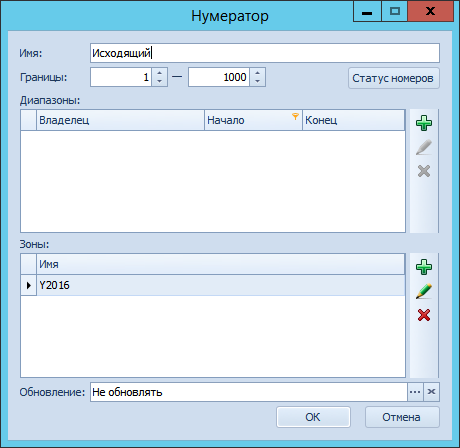 Нумератор
Имя: Исходящий
Границы: 1 — 1000 Статус номеров
Диапазоны:
Владелец Начало Конец
Зоны:
Имя
Y2016
Обновление: Не обновлять
ОК Отмена